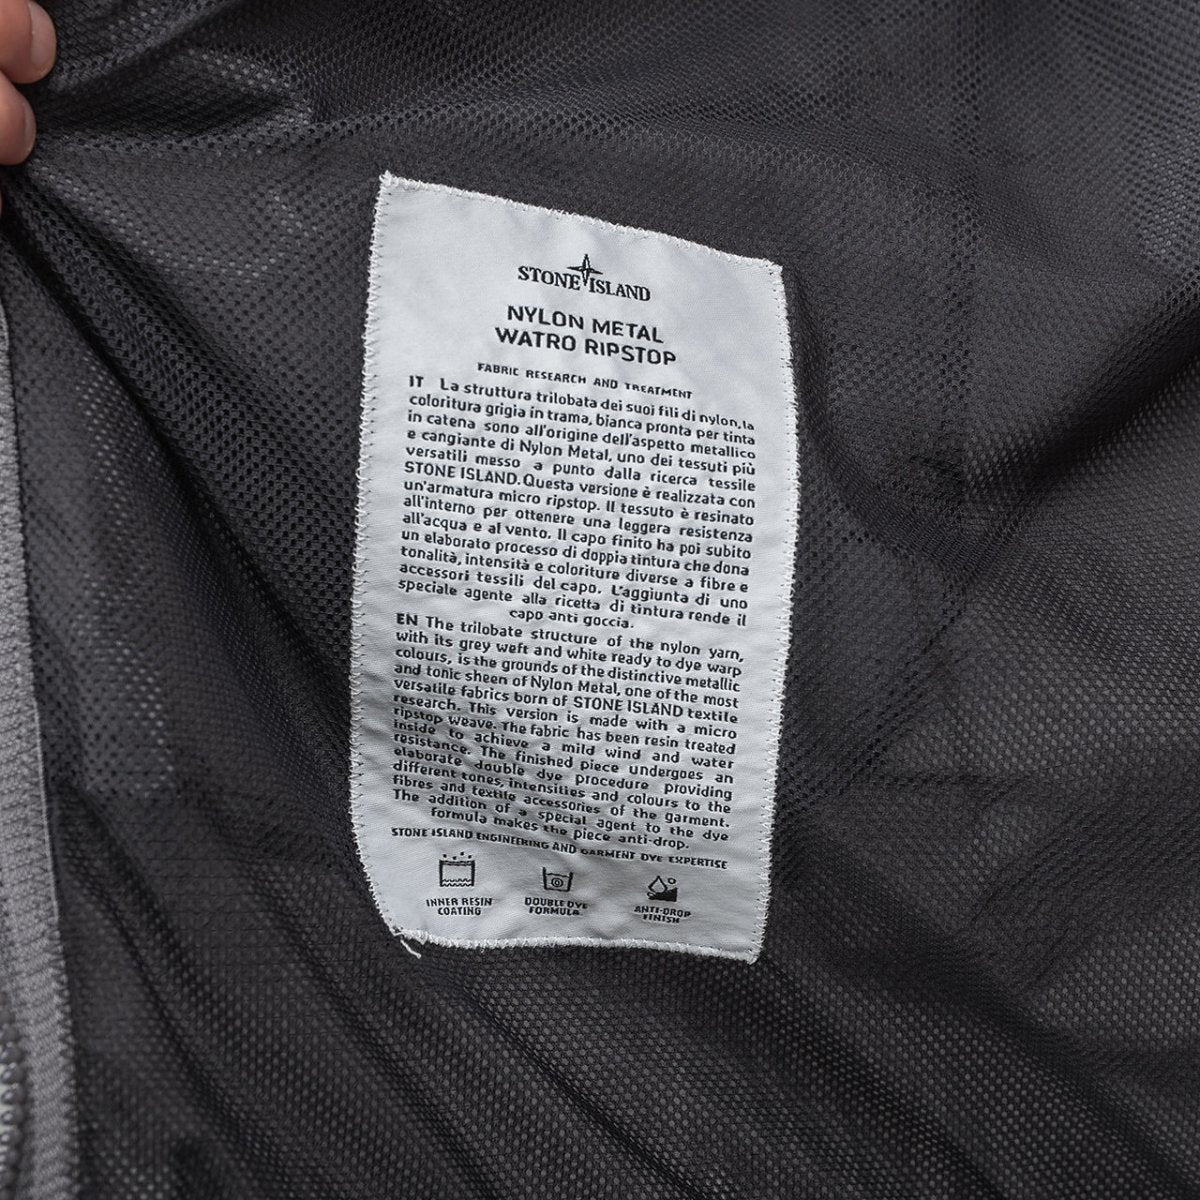 STONE ISLAND
NYLON METAL
WATRO RIPSTOP
FABRIC RESEARCH AND TREATMENT
IT La struttura trilobata dei suoi fili di nylon, la
coloritura grigia in trama, bianca pronta per tinta
in catena sono all'origine dell'aspetto metallico
e cangiante di Nylon Metal, uno dei tessuti più
versatili messo a punto dalla ricerca tessile
STONE ISLAND. Questa versione è realizzata con
un'armatura micro ripstop. Il tessuto è resinato
all'interno per ottenere una leggera resistenza
all'acqua e al vento. Il capo finito ha poi subito
un elaborato processo di doppia tintura che dona
tonalità, intensità e coloriture diverse a fibre e
accessori tessili del capo. L'aggiunta di uno
speciale agente alla ricetta di tintura rende il
capo anti goccia.
EN The trilobate structure of the nylon yarn,
with its grey weft and white ready to dye warp
colours, is the grounds of the distinctive metallic
and tonic sheen of Nylon Metal, one of the most
versatile fabrics born of STONE ISLAND textile
research. This version is made with a micro
ripstop weave. The fabric has been resin treated
inside to achieve a mild wind and water
resistance. The finished piece undergoes an
elaborate double dye procedure providing
different tones, intensities and colours to the
fibres and textile accessories of the garment.
The addition of a special agent to the dye
formula makes the piece anti-drop.
STONE ISLAND ENGINEERING AND GARMENT DYE EXPERTISE
INNER RESIN
COATING
DOUBLE DYE
FORMULA
ANTI-DROP
FINISH